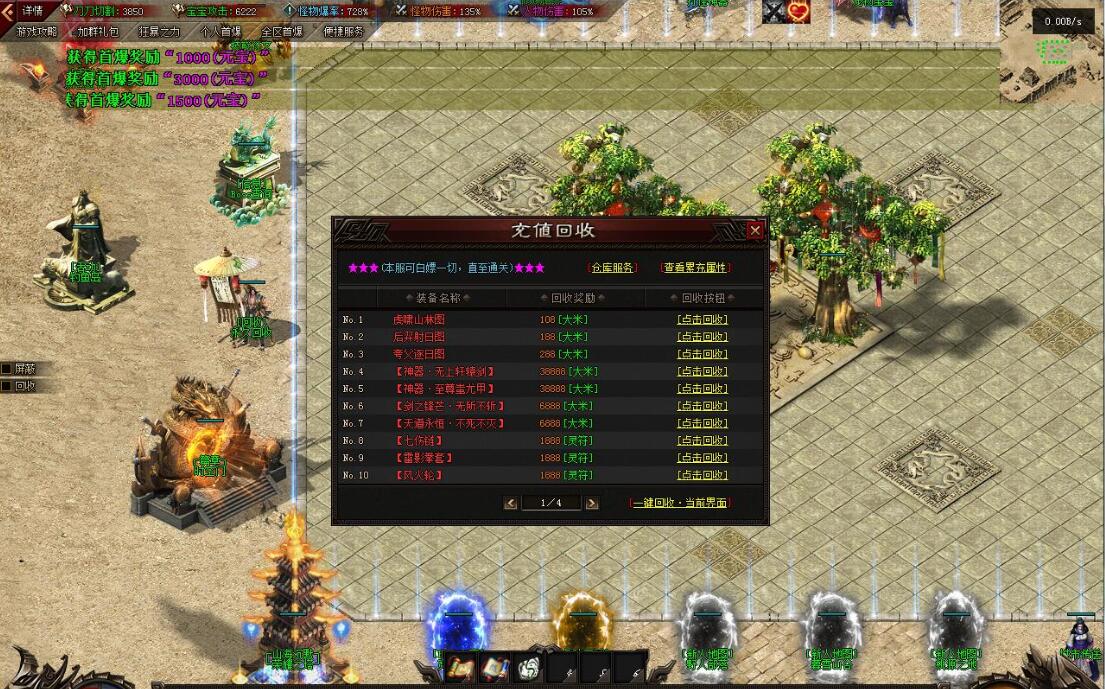 详情 刀刀切割: 3850 宝宝攻击: 6222 怪物爆率: 728% 怪物伤害: 135% 人物伤害: 105%
游戏攻略 加群礼包 狂暴之力 个人首爆 全区首爆 便捷服务
0.00B/s
获得首爆奖励“1000(元宝)”
获得首爆奖励“3000(元宝)”
获得首爆奖励“1500(元宝)”
充值回收
★★★(本服可白嫖一切，直至通关)★★★ [仓库服务] [查看累充属性]
装备名称 回收奖励 回收按钮
No.1 虎啸山林图 108[大米] [点击回收]
No.2 后羿射日图 188[大米] [点击回收]
No.3 夸父逐日图 288[大米] [点击回收]
No.4 【神器·无上轩辕剑】 38888[大米] [点击回收]
No.5 【神器·至尊蚩尤甲】 38888[大米] [点击回收]
No.6 【剑之锋芒·无所不斩】 6888[大米] [点击回收]
No.7 【天道永恒·不死不灭】 6888[大米] [点击回收]
No.8 【七伤链】 1888[灵符] [点击回收]
No.9 【雷影拳套】 1888[灵符] [点击回收]
No.10 【风火轮】 1888[灵符] [点击回收]
1/4 [一键回收·当前界面]
屏蔽
回收